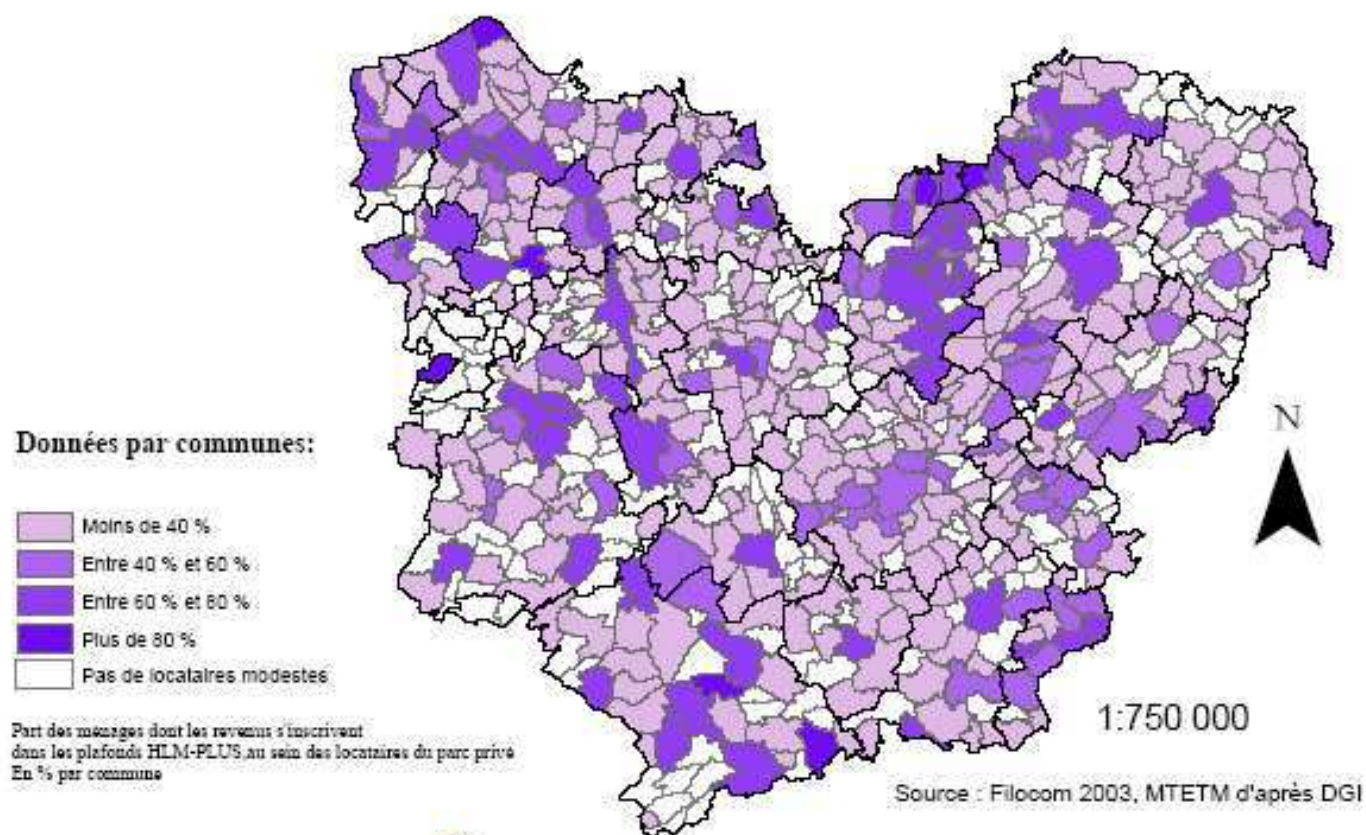 N
Données par communes:
Moins de 40 %
Entre 40 % et 60 %
Entre 60 % et 80 %
Plus de 80 %
Pas de locataires modestes
1:750 000
Part des ménages dont les revenus s'inscrivent
dans les plafonds HLM-PLUS,au sein des locataires du parc privé
En % par commune
Source : Filocom 2003, MTETM d'après DGI